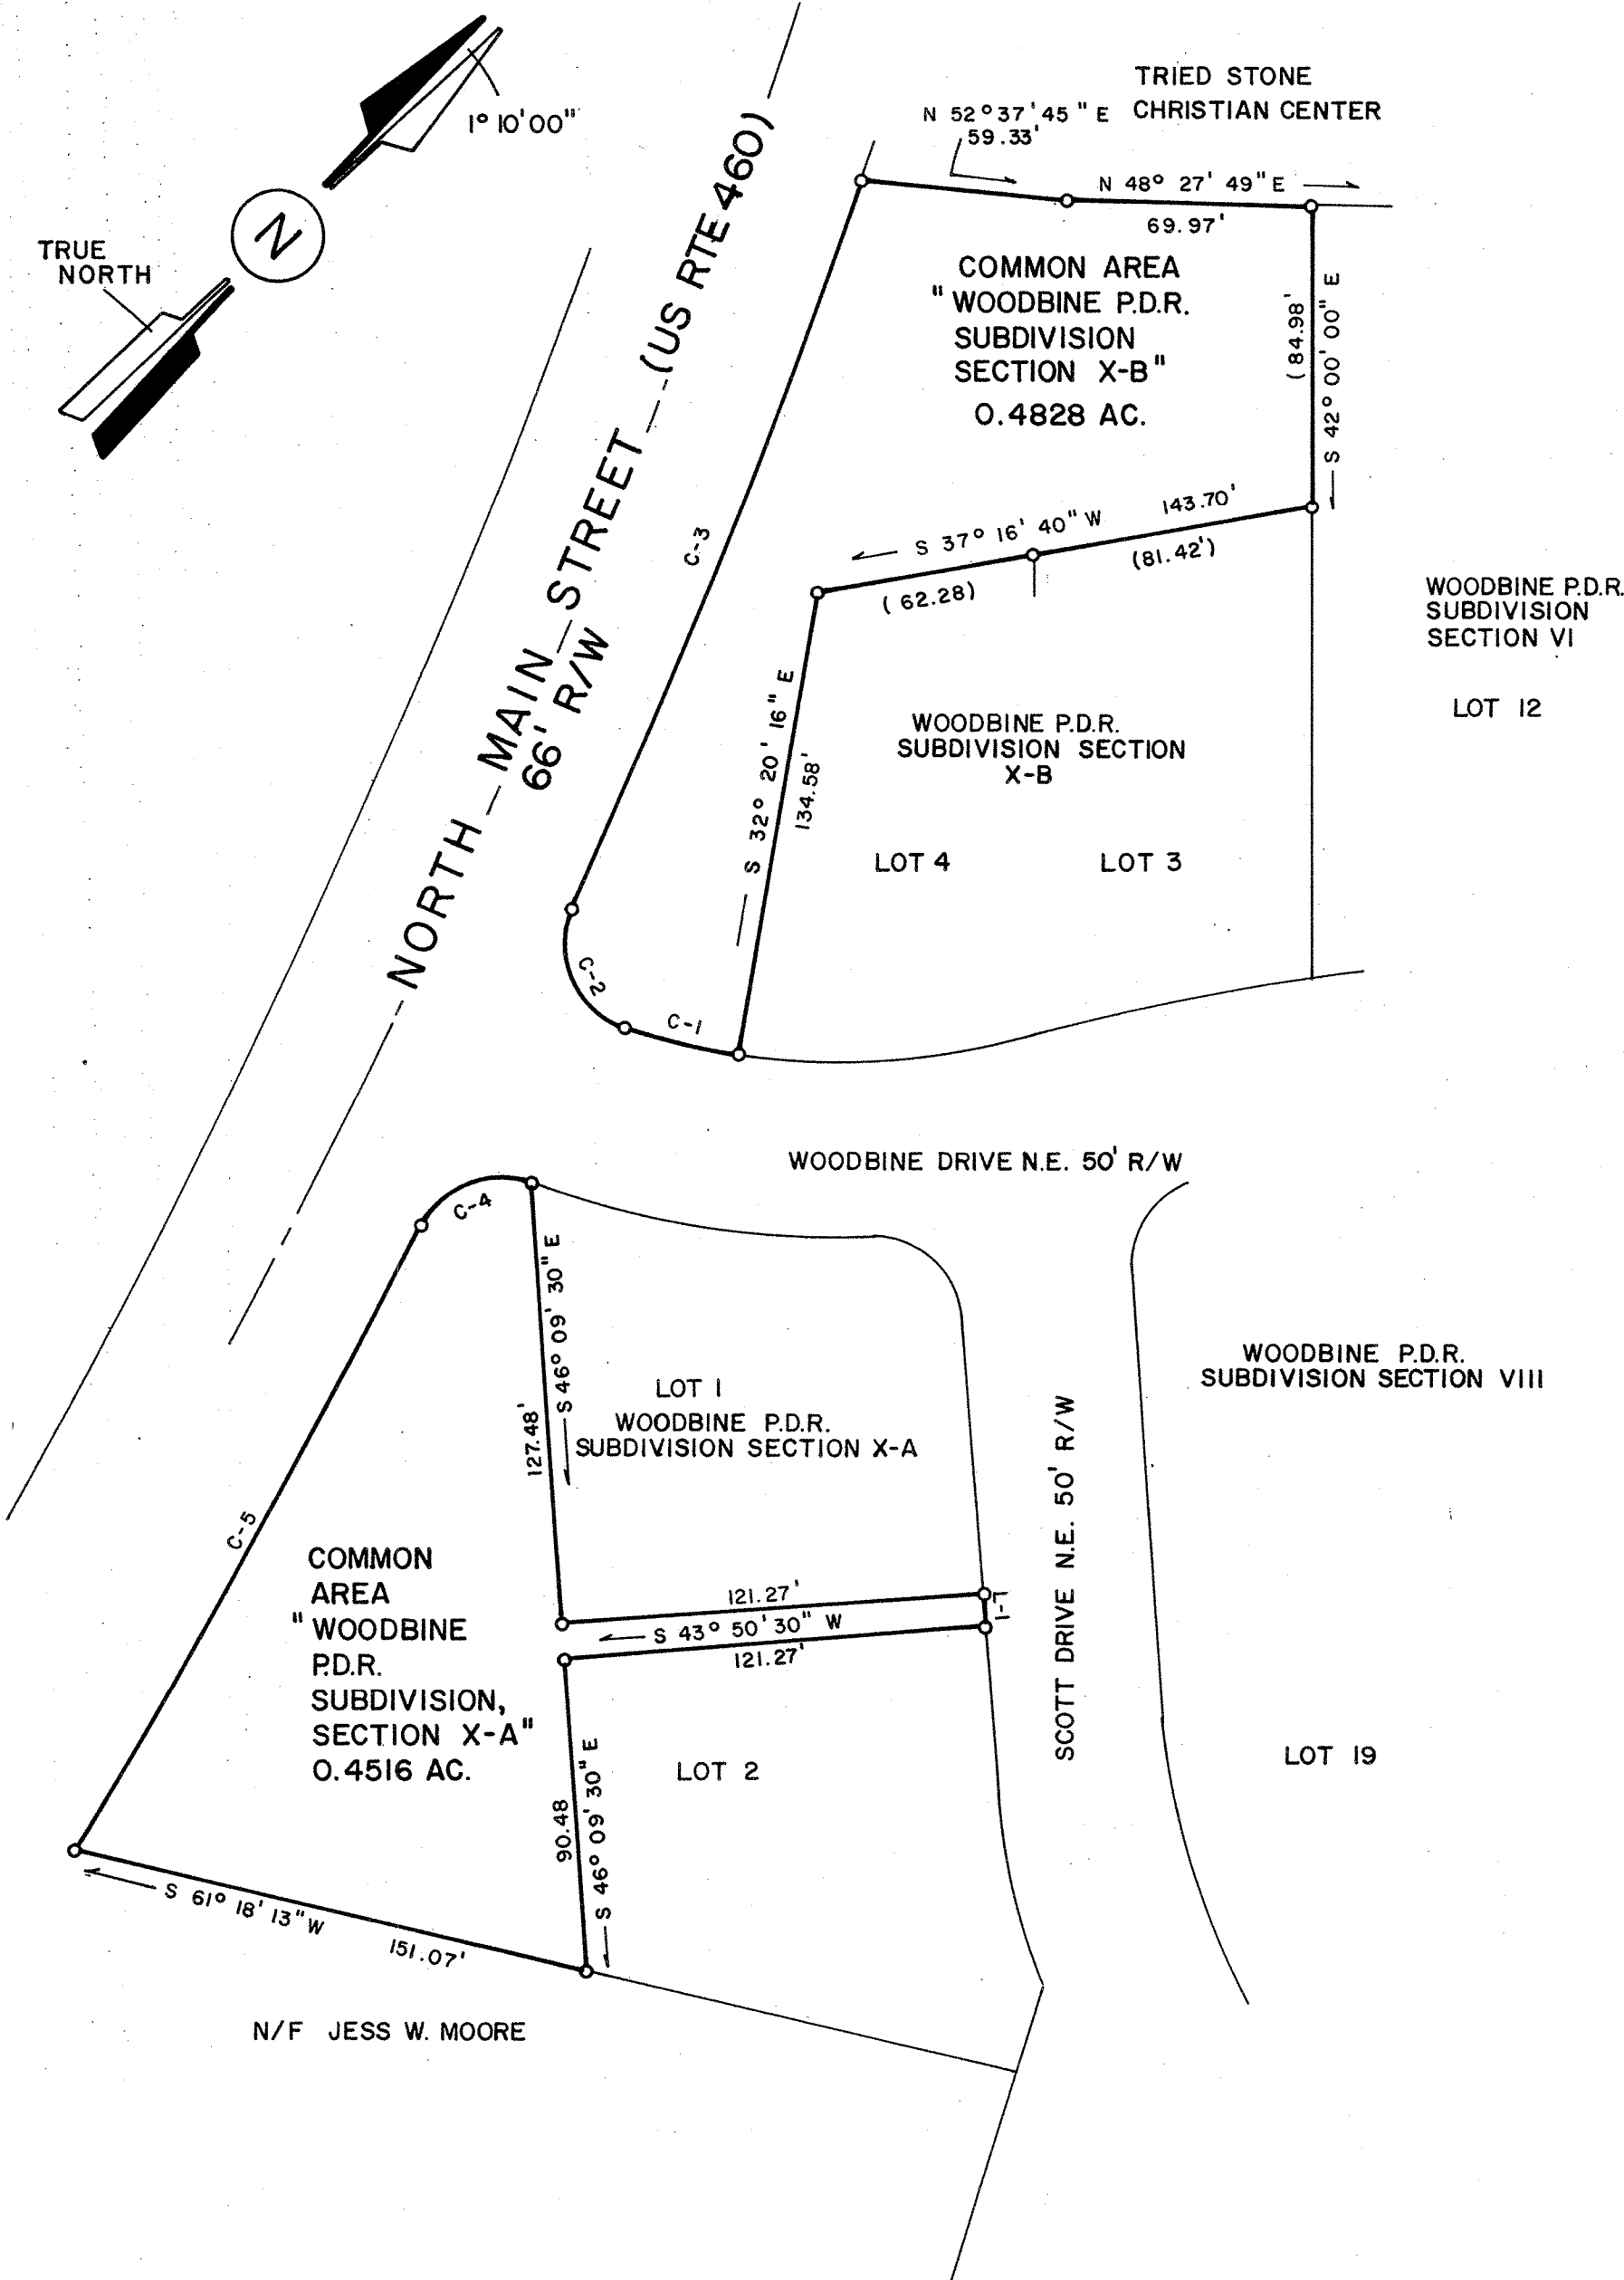 1° 10' 00"
N
TRUE
NORTH
TRIED STONE
CHRISTIAN CENTER
N 52° 37' 45" E
59.33'
N 48° 27' 49" E
69.97'
COMMON AREA
"WOODBINE P.D.R.
SUBDIVISION
SECTION X-B"
0.4828 AC.
(84.98'
S 42° 00' 00" E
NORTH MAIN STREET (US RTE 460)
66' R/W
C-3
S 37° 16' 40" W
143.70'
(62.28)
(81.42')
WOODBINE P.D.R.
SUBDIVISION
SECTION VI
LOT 12
S 32° 20' 16" E
134.58'
WOODBINE P.D.R.
SUBDIVISION SECTION
X-B
LOT 4
LOT 3
C-2
C-1
WOODBINE DRIVE N.E. 50' R/W
C-4
S 46° 09' 30" E
127.48'
LOT 1
WOODBINE P.D.R.
SUBDIVISION SECTION X-A
WOODBINE P.D.R.
SUBDIVISION SECTION VIII
SCOTT DRIVE N.E. 50' R/W
C-5
COMMON
AREA
"WOODBINE
P.D.R.
SUBDIVISION,
SECTION X-A"
0.4516 AC.
121.27'
S 43° 50' 30" W
121.27'
L-1
90.48
S 46° 09' 30" E
LOT 2
LOT 19
S 61° 18' 13" W
151.07'
N/F JESS W. MOORE